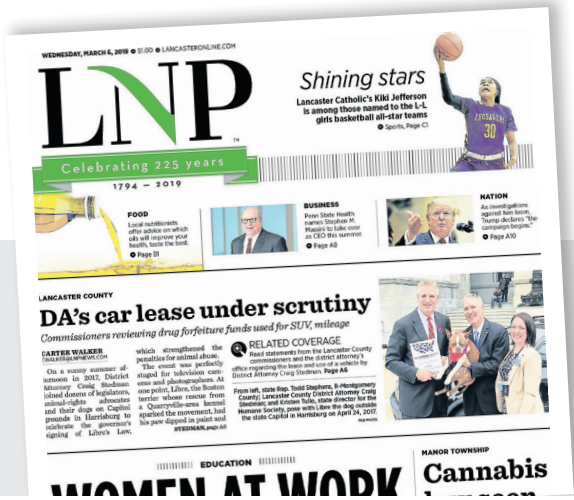 WEDNESDAY, MARCH 6, 2019 • $1.00 • LANCASTERONLINE.COM
LNP
TM
Celebrating 225 years
1794 — 2019
Shining stars
Lancaster Catholic's Kiki Jefferson
is among those named to the L-L
girls basketball all-star teams
Sports, Page C1
CRUSADERS
30
FOOD
Local nutritionists
offer advice on which
oils will improve your
health, taste the best.
Page B1
BUSINESS
Penn State Health
names Stephen M.
Massini to take over
as CEO this summer.
Page A8
NATION
As investigations
against him loom,
Trump declares "the
campaign begins."
Page A10
LANCASTER COUNTY
DA's car lease under scrutiny
Commissioners reviewing drug forfeiture funds used for SUV, mileage
CARTER WALKER
CWALKER@LNPNEWS.COM
On a sunny summer af-
ternoon in 2017, District
Attorney Craig Stedman
joined dozens of legislators,
animal-rights advocates
and their dogs on Capitol
grounds in Harrisburg to
celebrate the governor's
signing of Libre's Law,
which strengthened the
penalties for animal abuse.
The event was perfectly
staged for television cam-
eras and photographers. At
one point, Libre, the Boston
terrier whose rescue from
a Quarryville-area kennel
sparked the movement, had
his paw dipped in paint and
STEDMAN, page A6
RELATED COVERAGE
Read statements from the Lancaster County
commissioners and the district attorney's
office regarding the lease and use of a vehicle by
District Attorney Craig Stedman. Page A6
From left, state Rep. Todd Stephens, R-Montgomery
County; Lancaster County District Attorney Craig
Stedman; and Kristen Tullo, state director for the
Humane Society, pose with Libre the dog outside
the state Capitol in Harrisburg on April 24, 2017.
EDUCATION
WOMEN AT WORK
MANOR TOWNSHIP
Cannabis